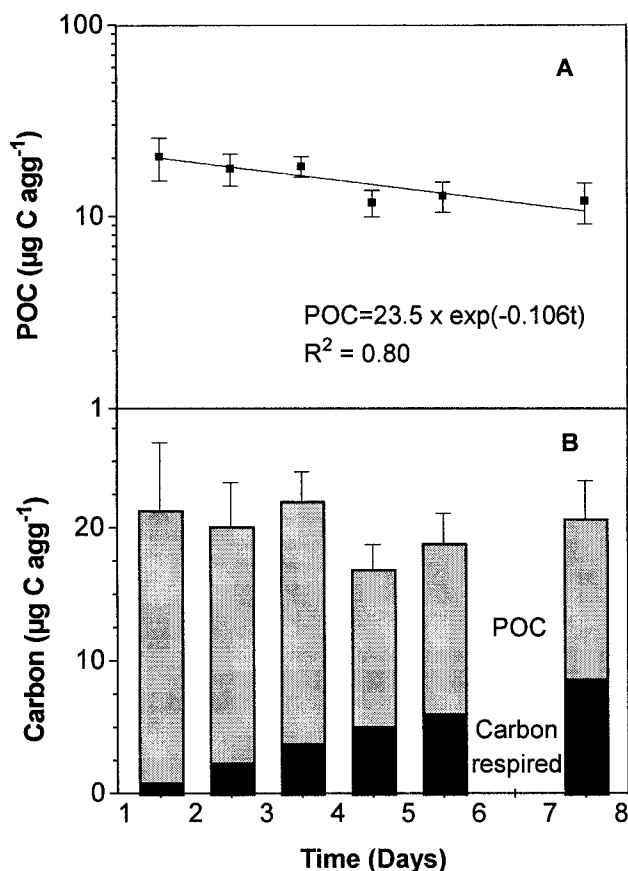 100
A
POC (µg C agg⁻¹)
10
POC=23.5 x exp(-0.106t)
R² = 0.80
1
B
Carbon (µg C agg⁻¹)
20
POC
10
Carbon
respired
0
1 2 3 4 5 6 7 8
Time (Days)